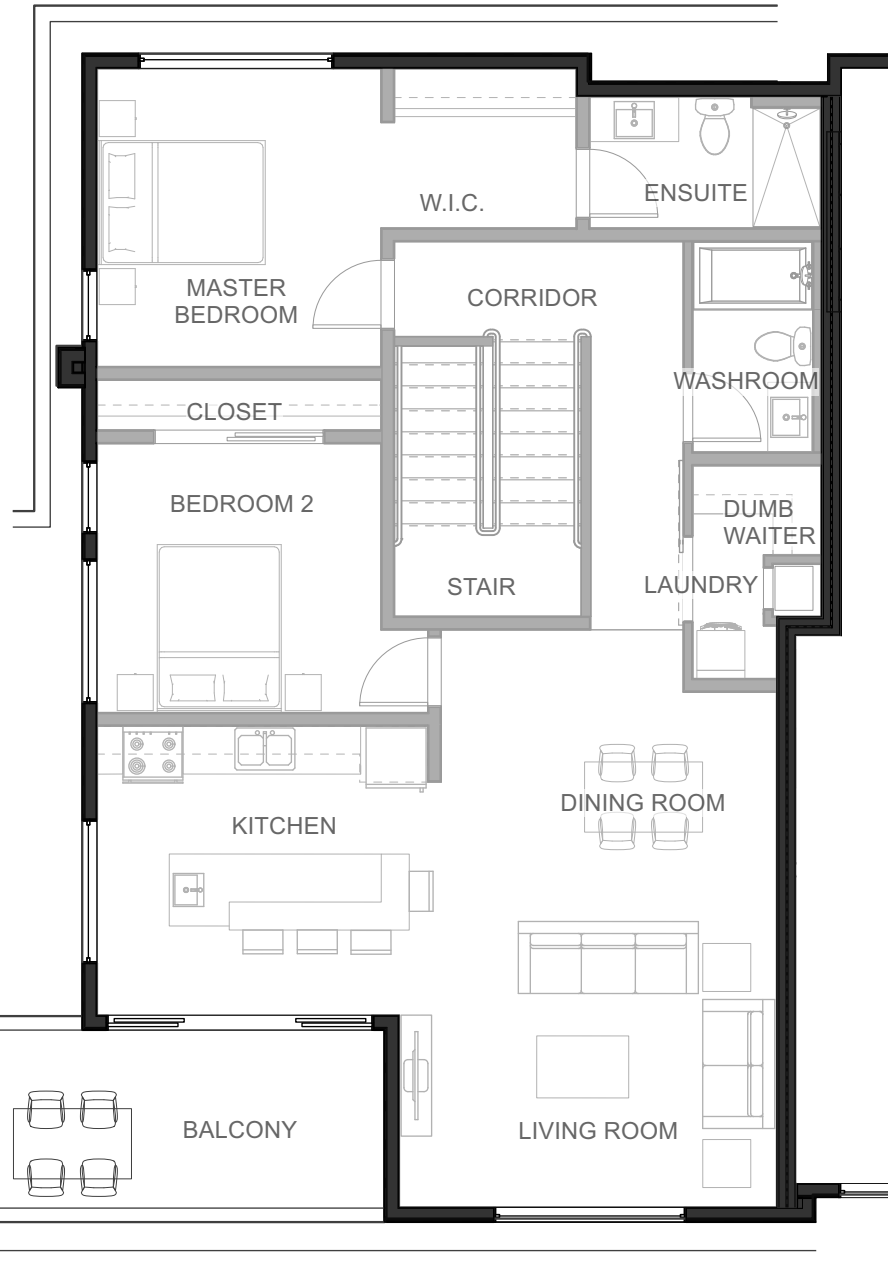 W.I.C.
ENSUITE
MASTER
BEDROOM
CORRIDOR
WASHROOM
CLOSET
BEDROOM 2
DUMB
WAITER
STAIR
LAUNDRY
DINING ROOM
KITCHEN
BALCONY
LIVING ROOM